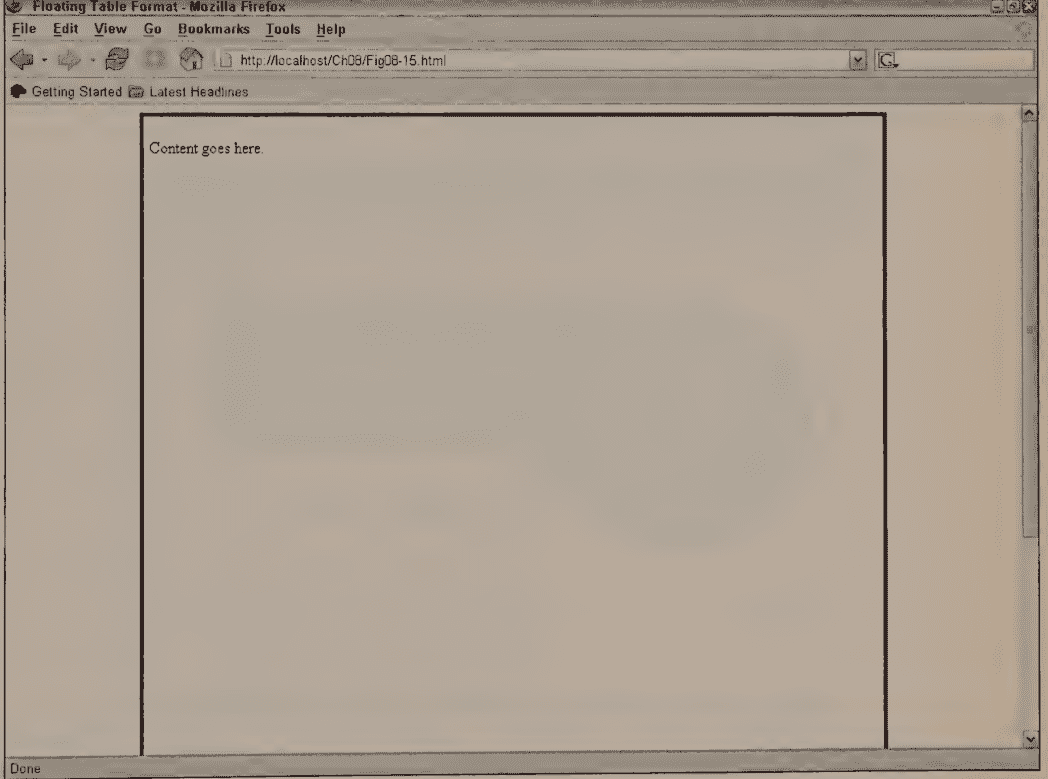 Floating Table Format - Mozilla Firefox
File Edit View Go Bookmarks Tools Help
http://localhost/Ch08/Fig08-15.html
G
Getting Started Latest Headlines
Content goes here.
Done